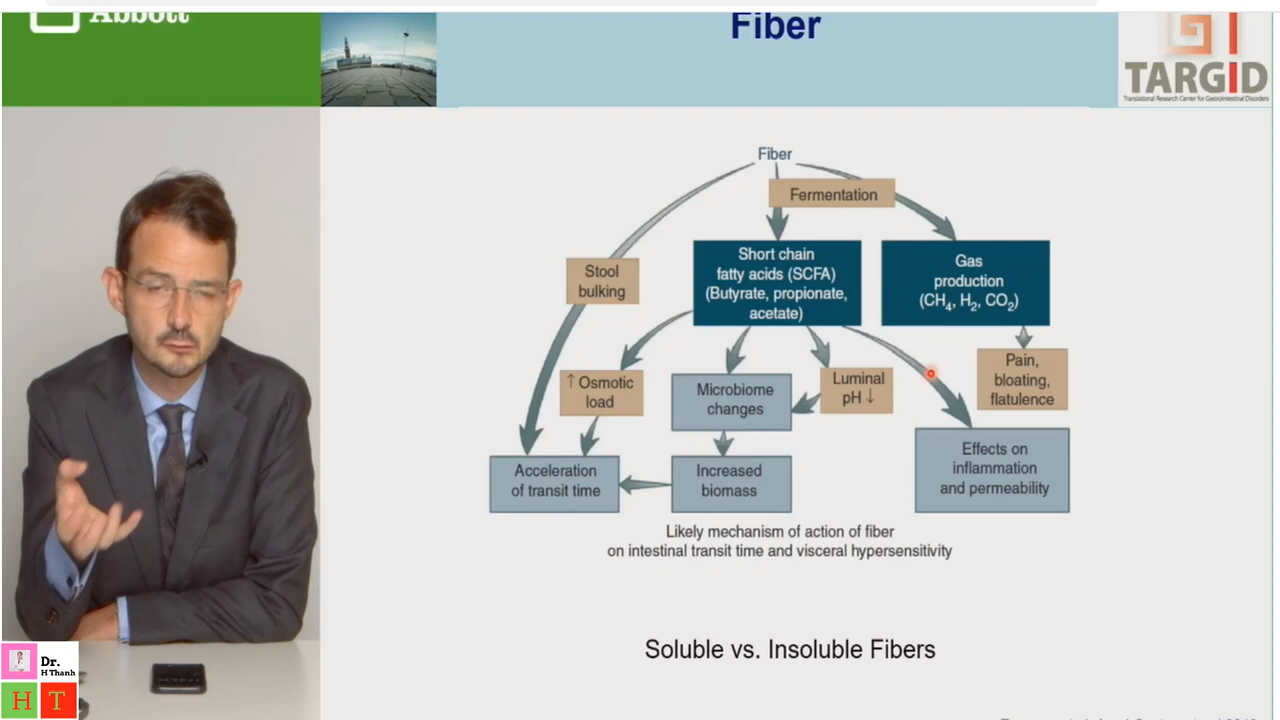 Abbott
Fiber
TARGID
Translational Research Center for Gastrointestinal Disorders
Fiber
Fermentation
Stool
bulking
Short chain
fatty acids (SCFA)
(Butyrate, propionate,
acetate)
Gas
production
(CH₄, H₂, CO₂)
↑ Osmotic
load
Microbiome
changes
Luminal
pH ↓
Pain,
bloating,
flatulence
Acceleration
of transit time
Increased
biomass
Effects on
inflammation
and permeability
Likely mechanism of action of fiber
on intestinal transit time and visceral hypersensitivity
Soluble vs. Insoluble Fibers
Dr.
H Thanh
H T